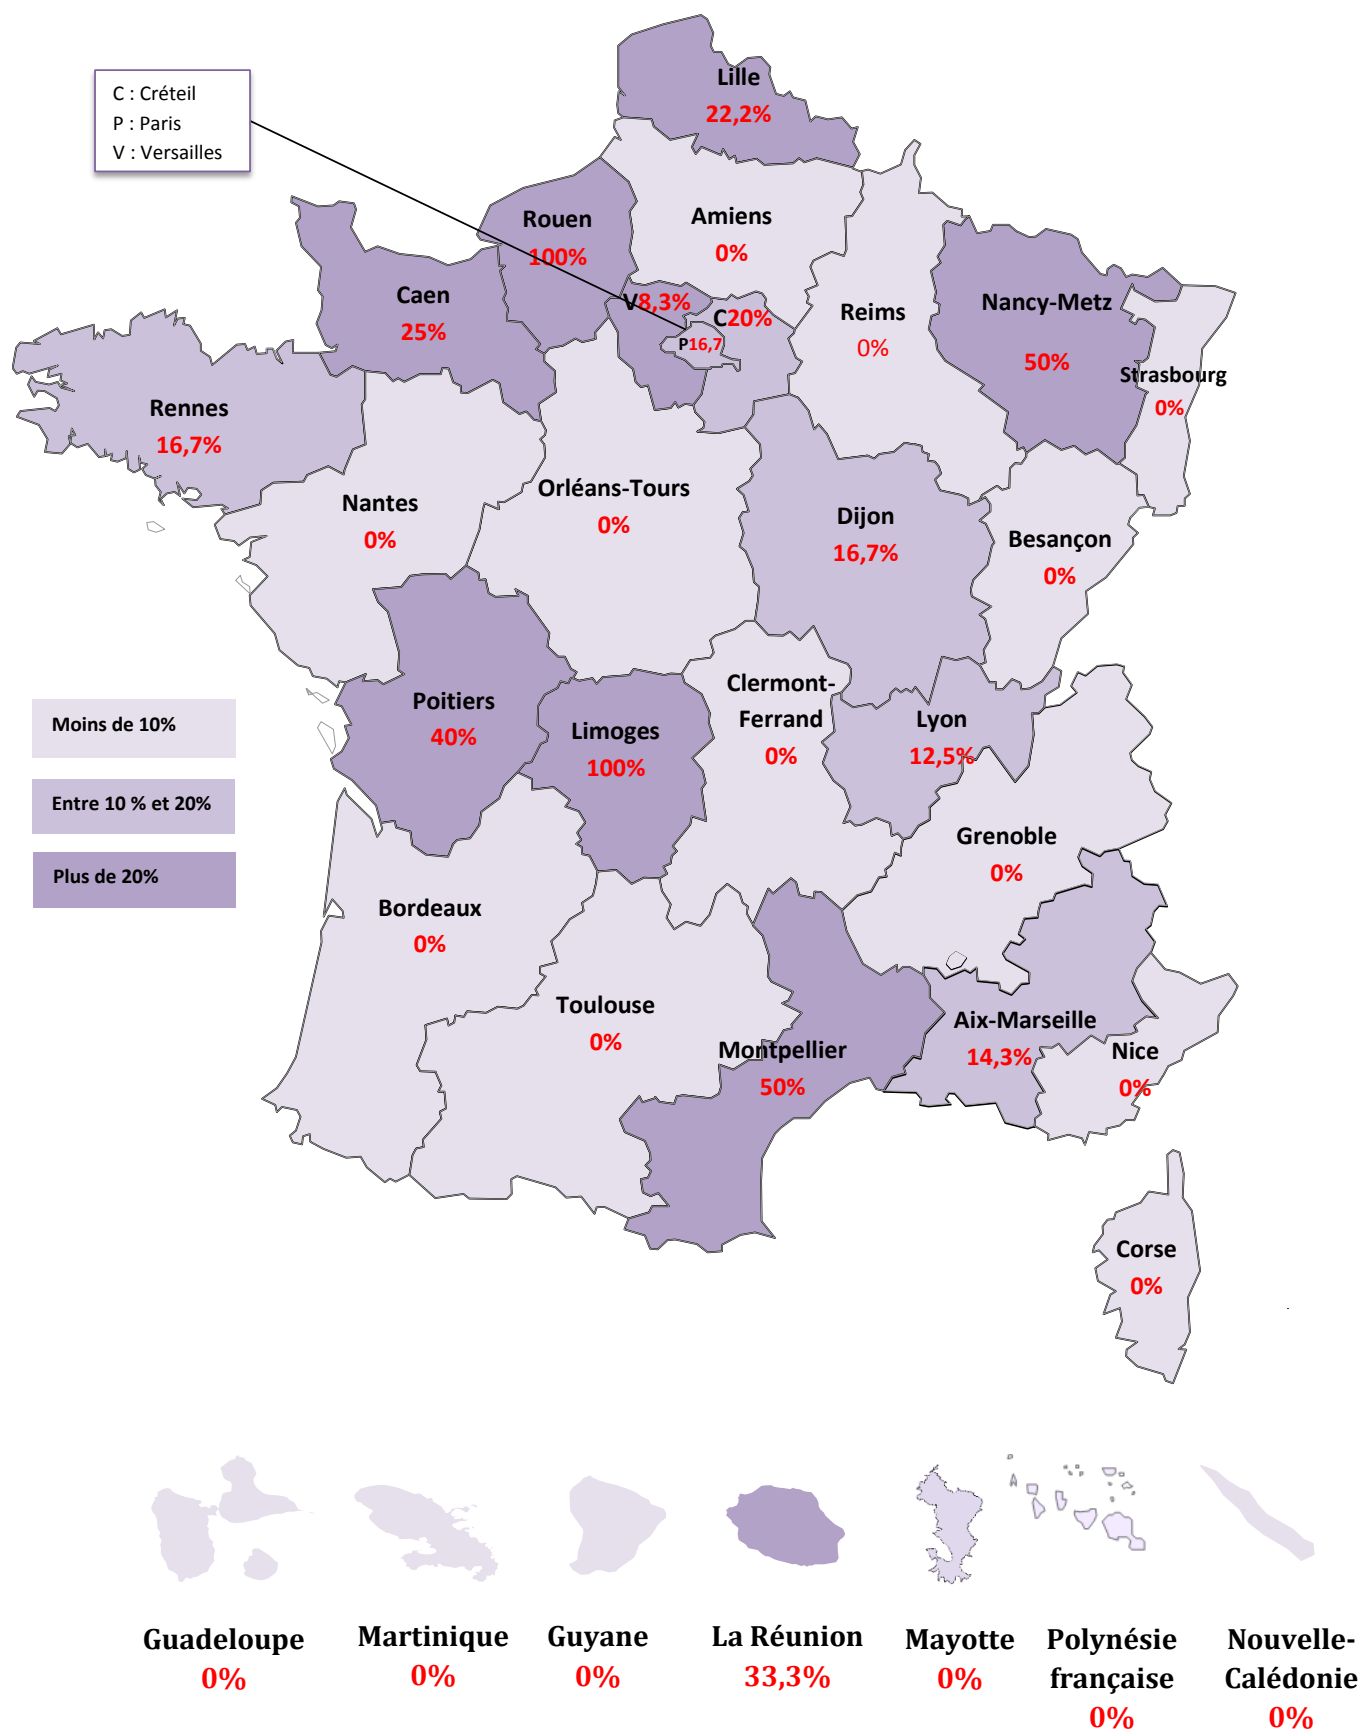 C : Créteil
P : Paris
V : Versailles
Lille
22,2%
Rouen
100%
Amiens
0%
Caen
25%
V8,3%
C20%
P16,7
Reims
0%
Nancy-Metz
50%
Strasbourg
0%
Rennes
16,7%
Nantes
0%
Orléans-Tours
0%
Dijon
16,7%
Besançon
0%
Poitiers
40%
Limoges
100%
Clermont-
Ferrand
0%
Lyon
12,5%
Grenoble
0%
Moins de 10%
Entre 10 % et 20%
Plus de 20%
Bordeaux
0%
Toulouse
0%
Montpellier
50%
Aix-Marseille
14,3%
Nice
0%
Corse
0%
Guadeloupe
0%
Martinique
0%
Guyane
0%
La Réunion
33,3%
Mayotte
0%
Polynésie
française
0%
Nouvelle-
Calédonie
0%